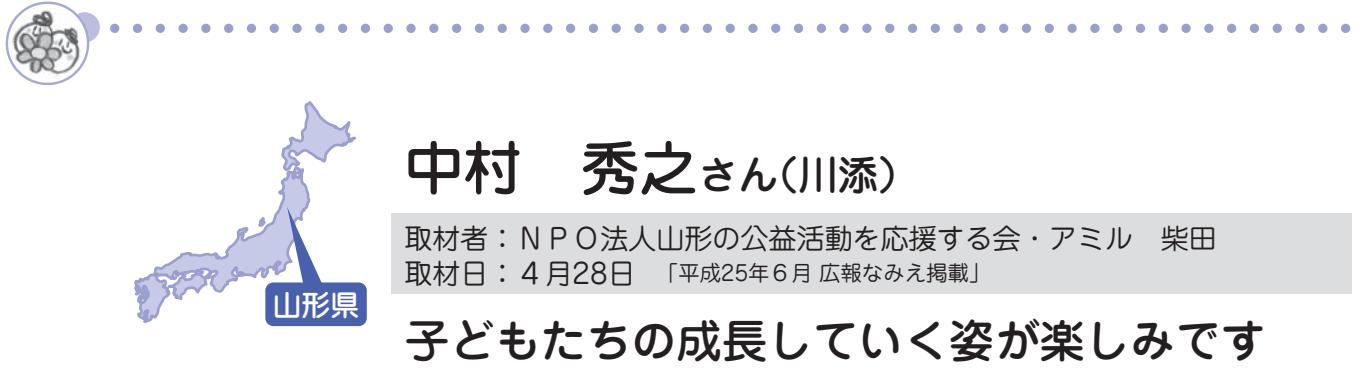 中村　秀之さん（川添）
取材者：ＮＰＯ法人山形の公益活動を応援する会・アミル　柴田
取材日：４月28日　「平成25年６月 広報なみえ掲載」
山形県
子どもたちの成長していく姿が楽しみです